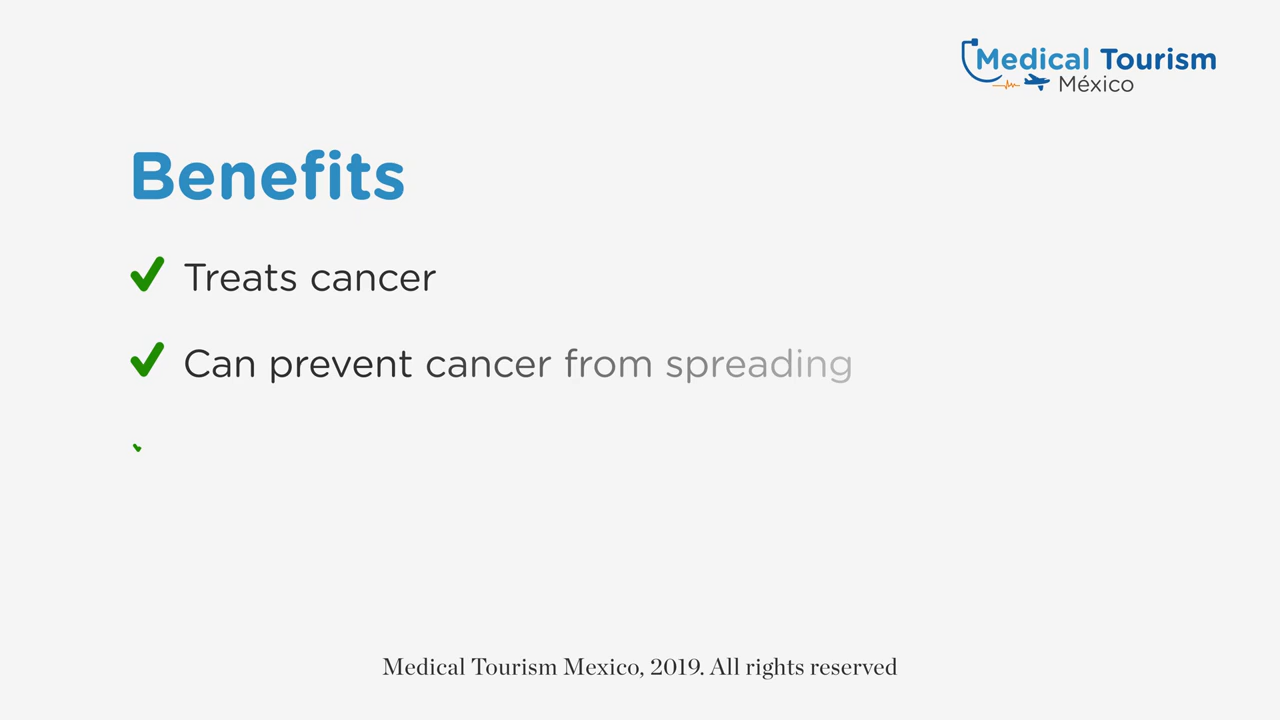 Medical Tourism
México
Benefits
Treats cancer
Can prevent cancer from spreading
Medical Tourism Mexico, 2019. All rights reserved